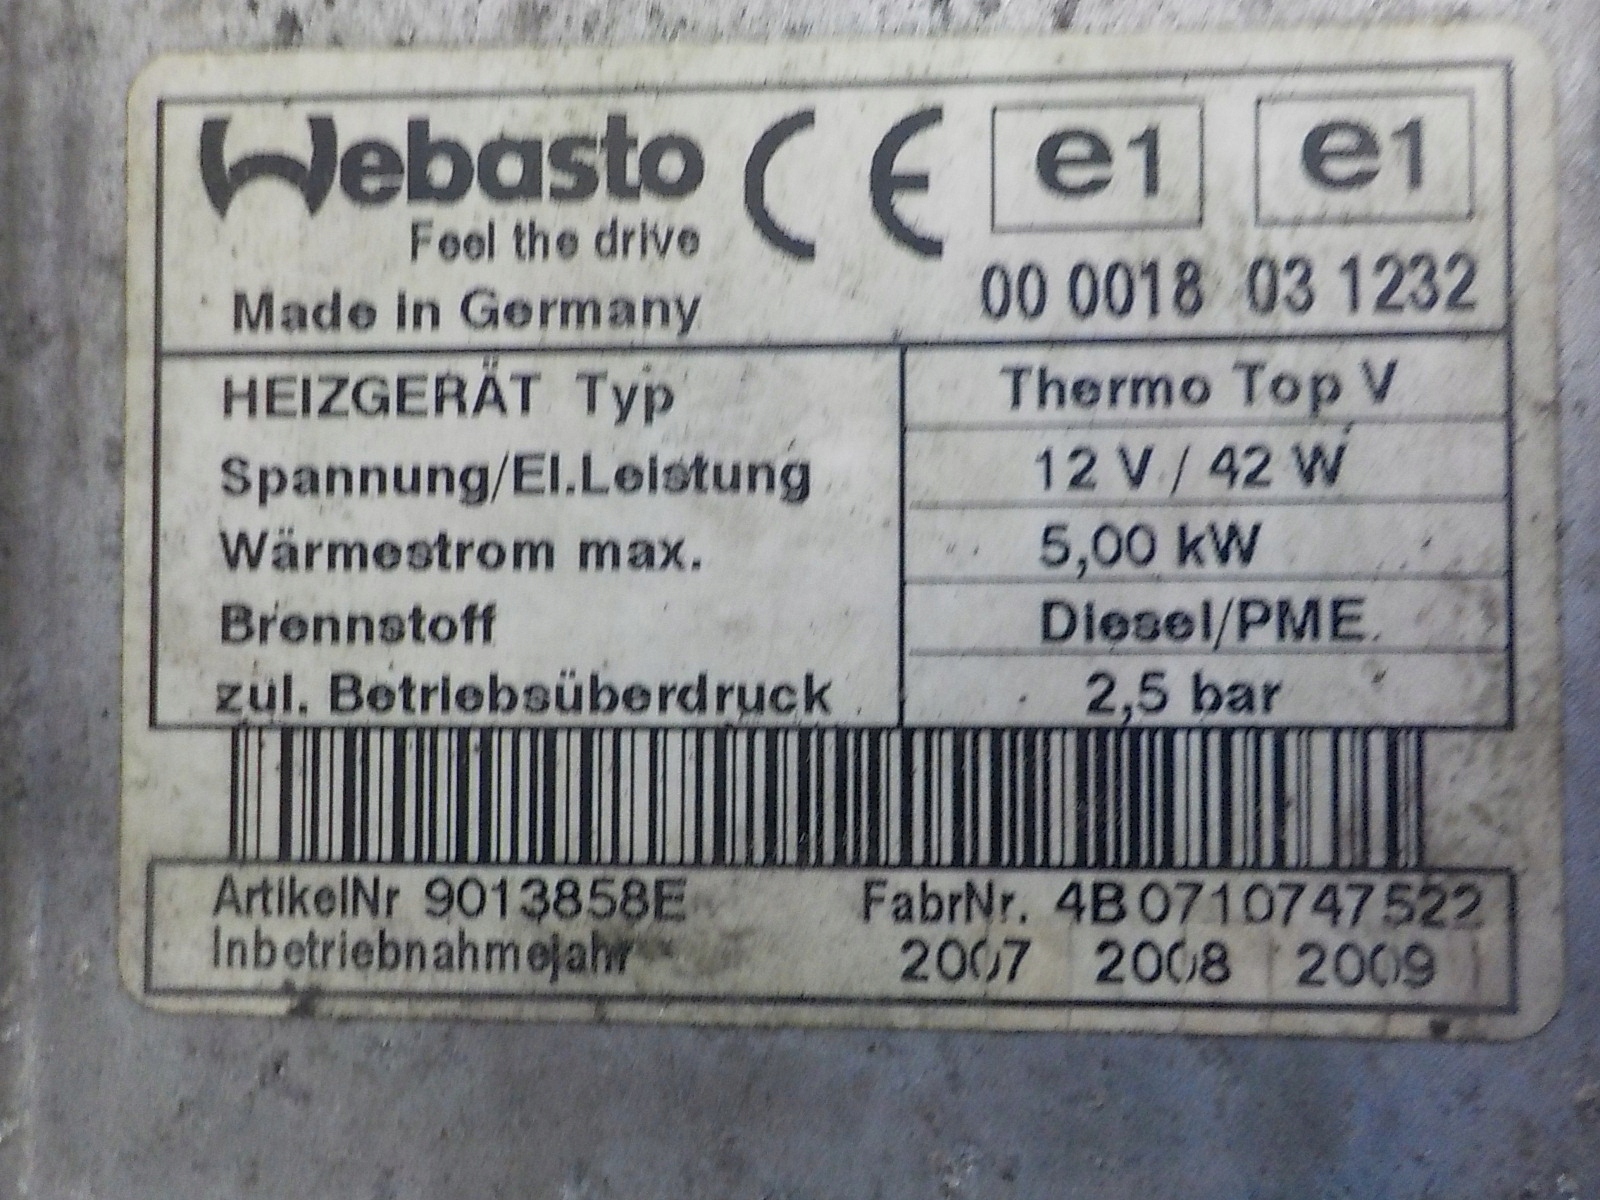 Webasto CE e1 e1
Feel the drive
00 0018 03 1232
Made in Germany
HEIZGERÄT Typ Thermo Top V
Spannung/El.Leistung 12 V / 42 W
Wärmestrom max. 5,00 kW
Brennstoff Diesel/PME
zul. Betriebsüberdruck 2,5 bar
ArtikelNr 9013858E FabrNr. 4B0710747522
Inbetriebnahmejahr 2007 2008 2009